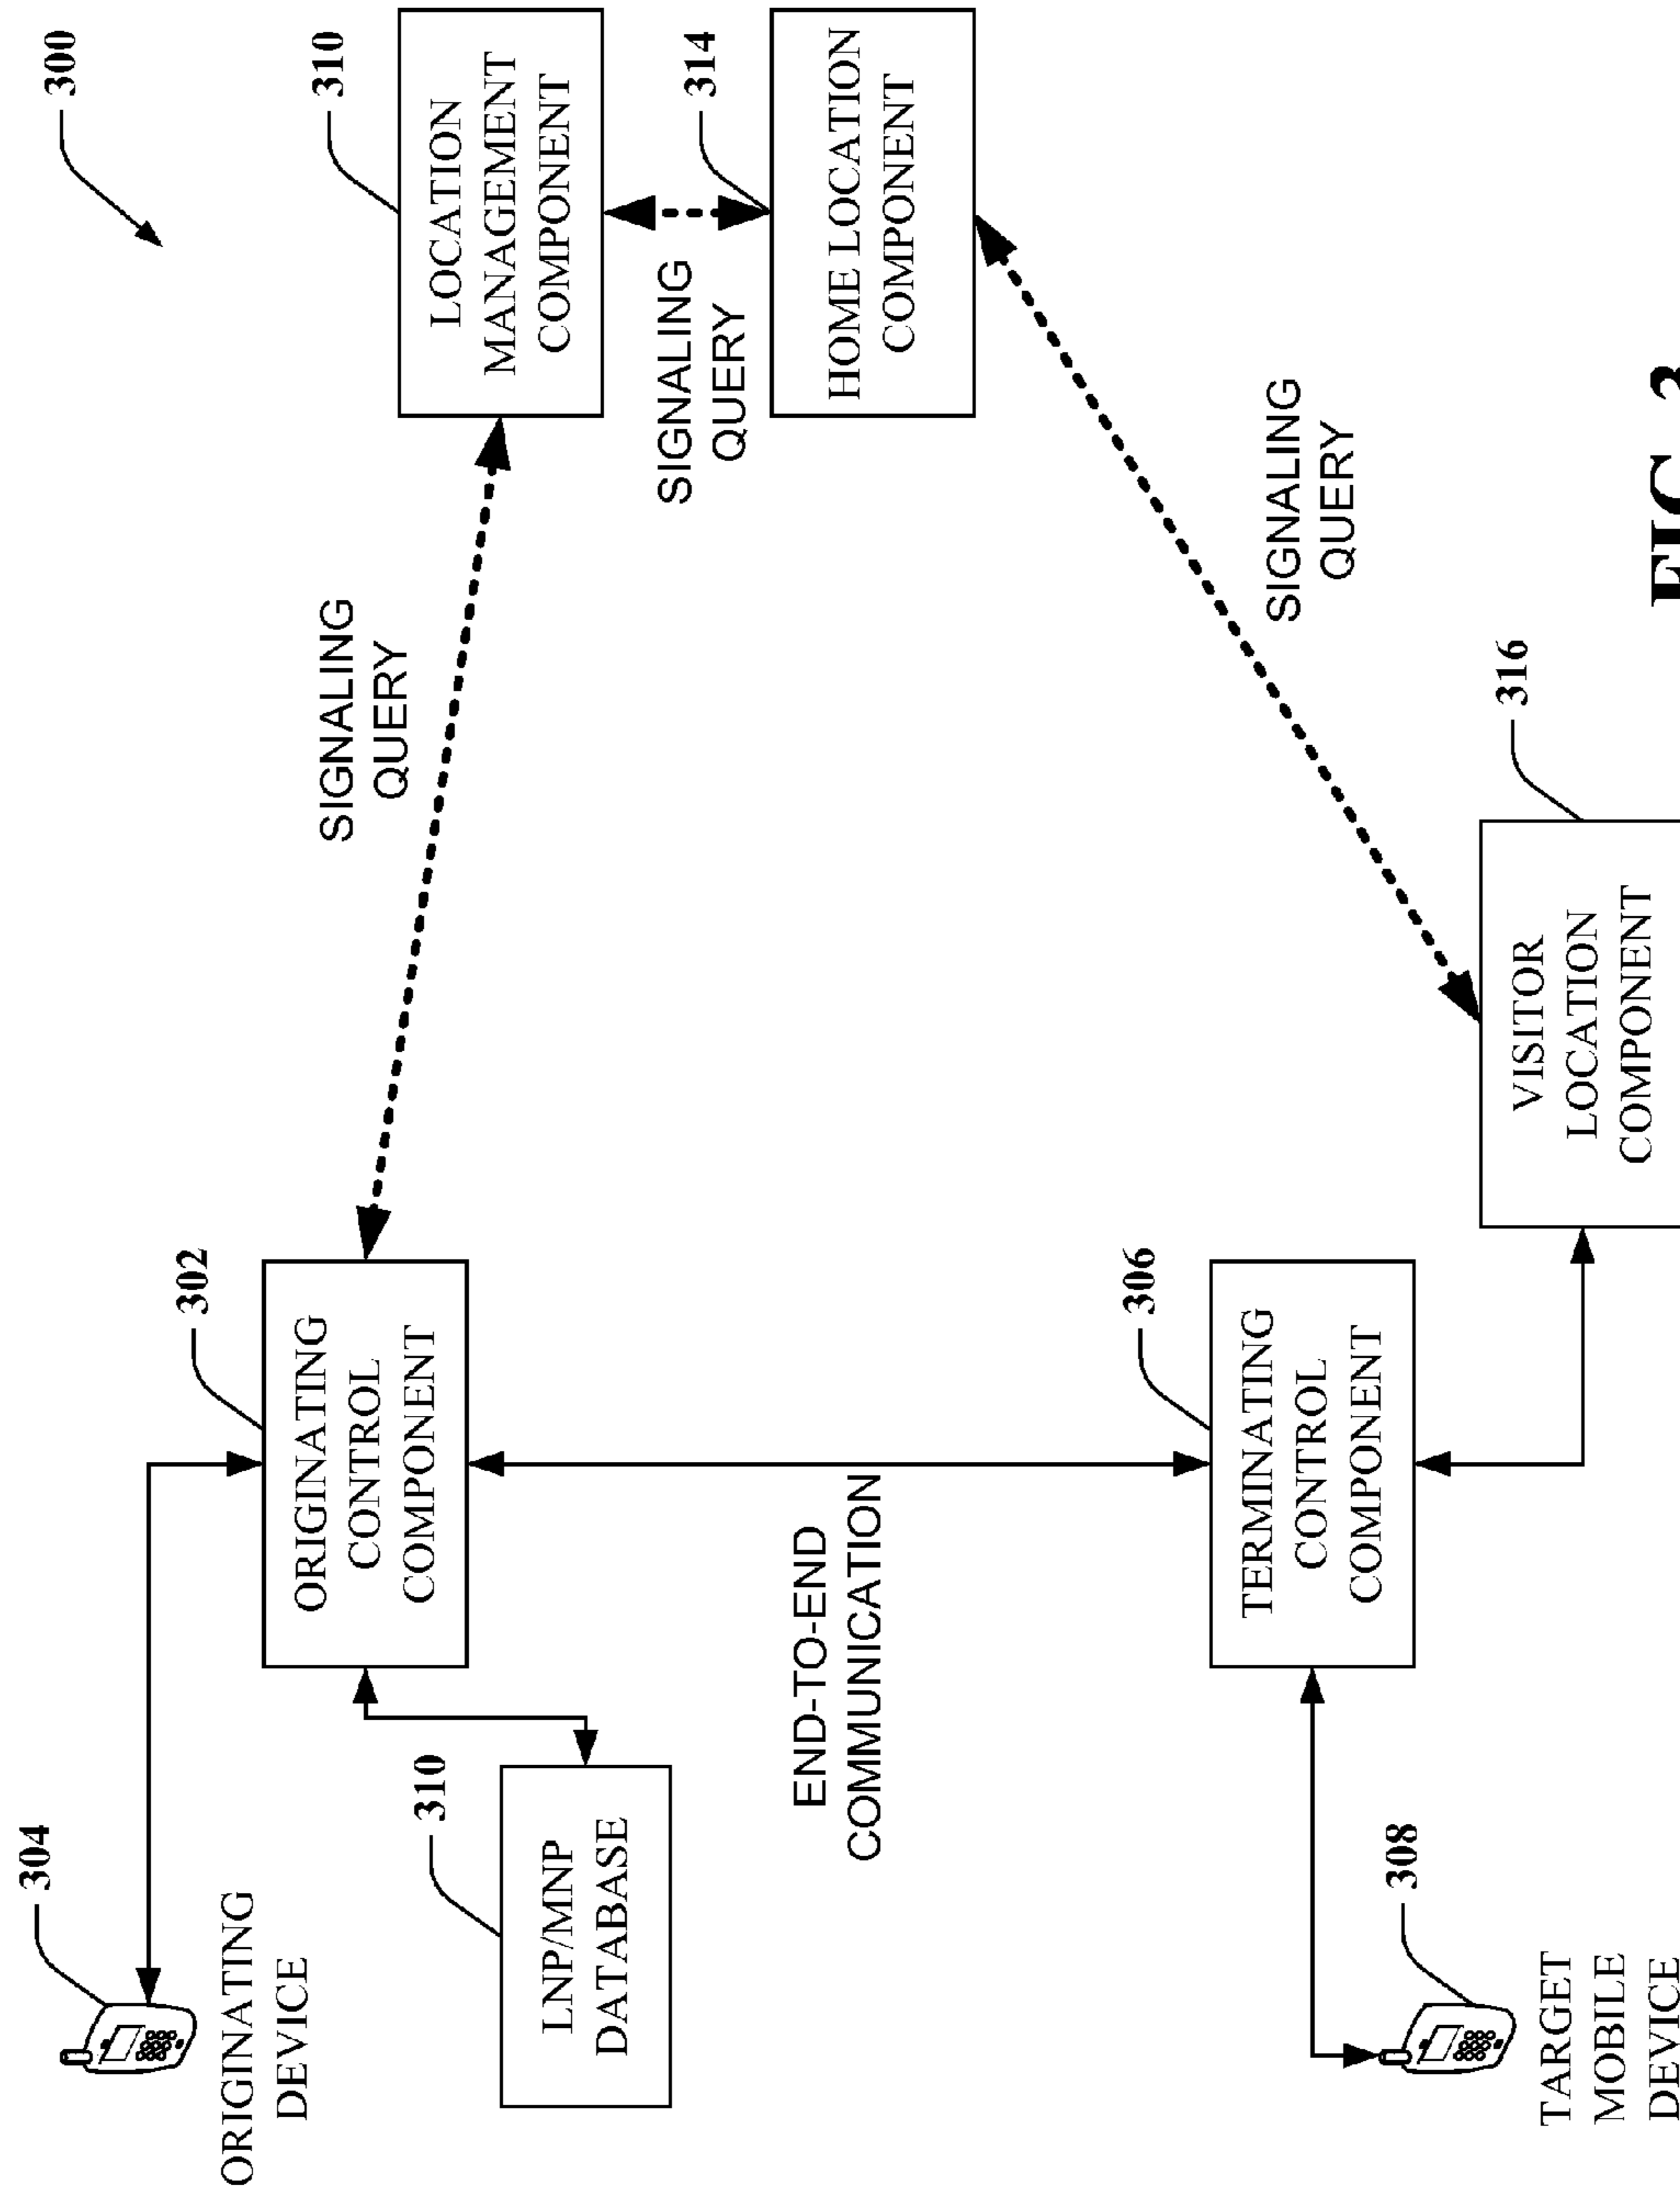 304
300
302
ORIGINATING
DEVICE
ORIGINATING
CONTROL
COMPONENT
SIGNALING
QUERY
310
LOCATION
MANAGEMENT
COMPONENT
310
LNP/MNP
DATABASE
SIGNALING
QUERY
314
END-TO-END
COMMUNICATION
HOME LOCATION
COMPONENT
306
TERMINATING
CONTROL
COMPONENT
SIGNALING
QUERY
308
316
TARGET
MOBILE
DEVICE
VISITOR
LOCATION
COMPONENT
FIG. 3